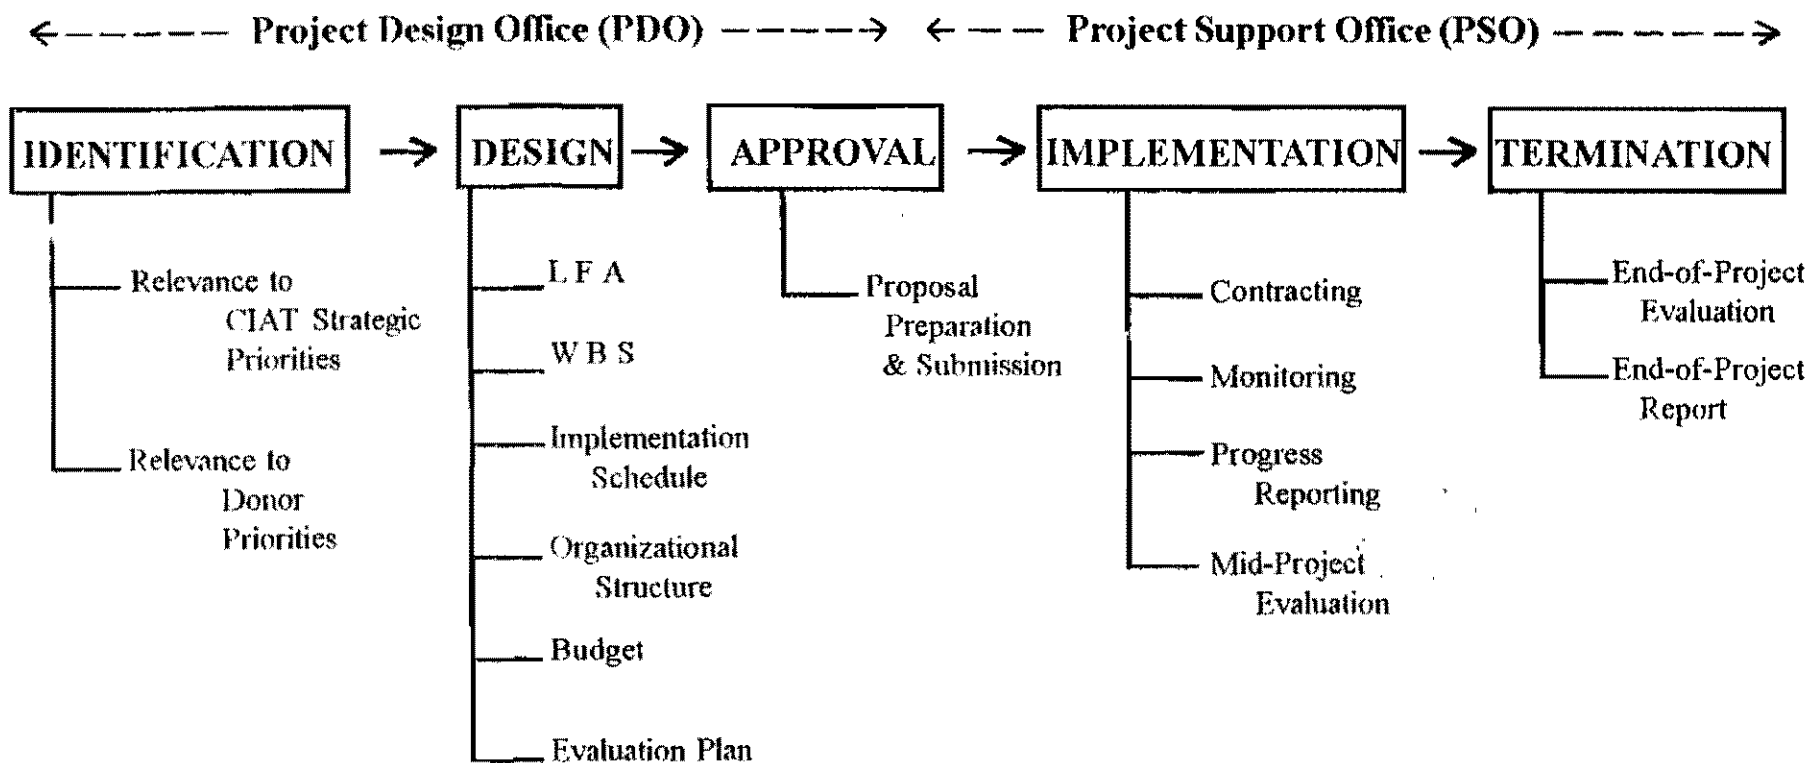 Project Design Office (PDO)
Project Support Office (PSO)
IDENTIFICATION
DESIGN
APPROVAL
IMPLEMENTATION
TERMINATION
Relevance to
CIAT Strategic
Priorities
Relevance to
Donor
Priorities
L F A
W B S
Implementation
Schedule
Organizational
Structure
Budget
Evaluation Plan
Proposal
Preparation
& Submission
Contracting
Monitoring
Progress
Reporting
Mid-Project
Evaluation
End-of-Project
Evaluation
End-of-Project
Report